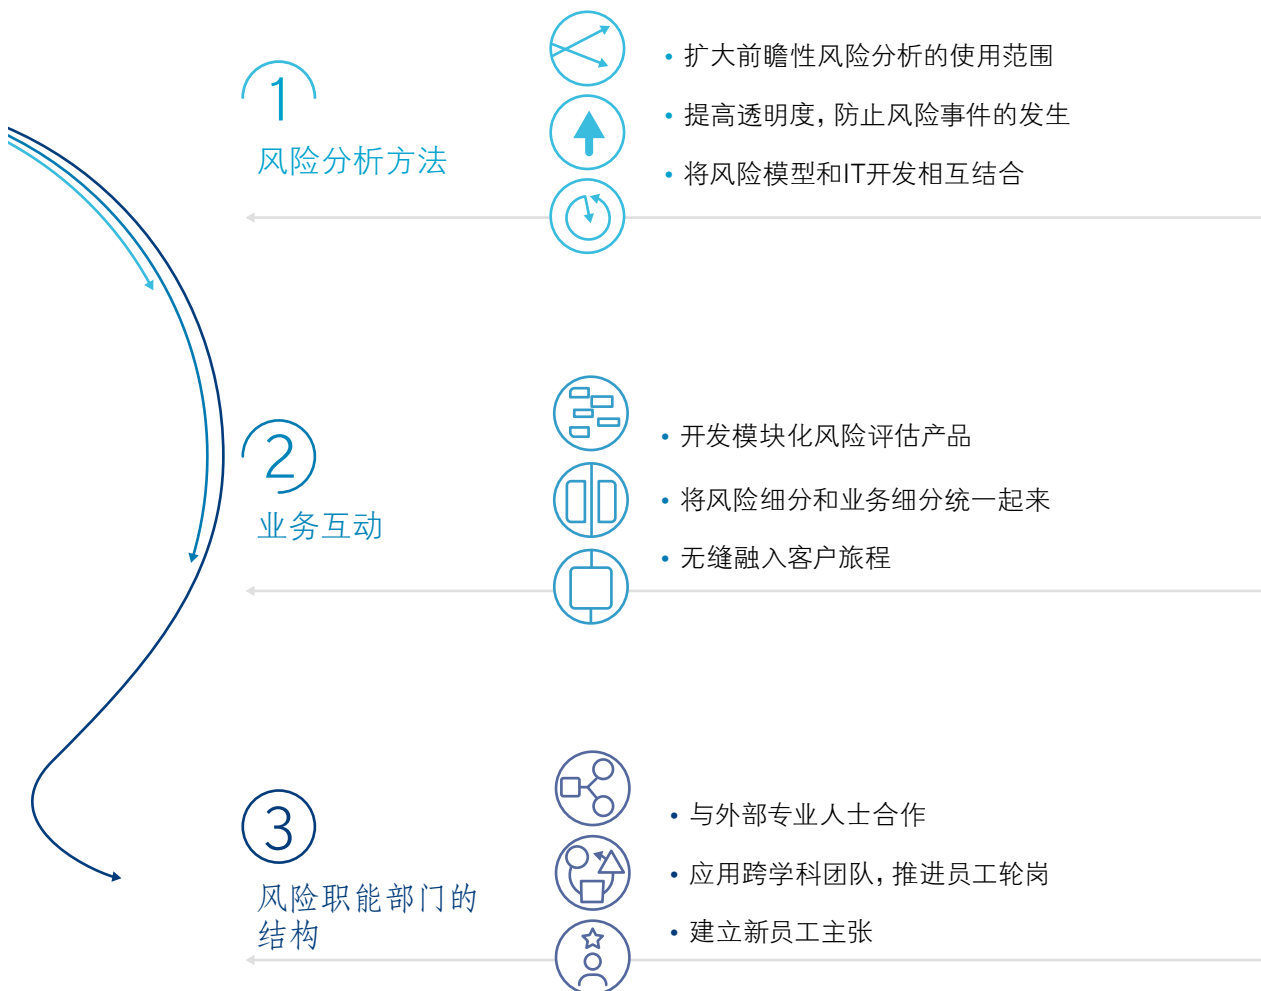 1
风险分析方法
• 扩大前瞻性风险分析的使用范围
• 提高透明度，防止风险事件的发生
• 将风险模型和IT开发相互结合
2
业务互动
• 开发模块化风险评估产品
• 将风险细分和业务细分统一起来
• 无缝融入客户旅程
3
风险职能部门的
结构
• 与外部专业人士合作
• 应用跨学科团队，推进员工轮岗
• 建立新员工主张